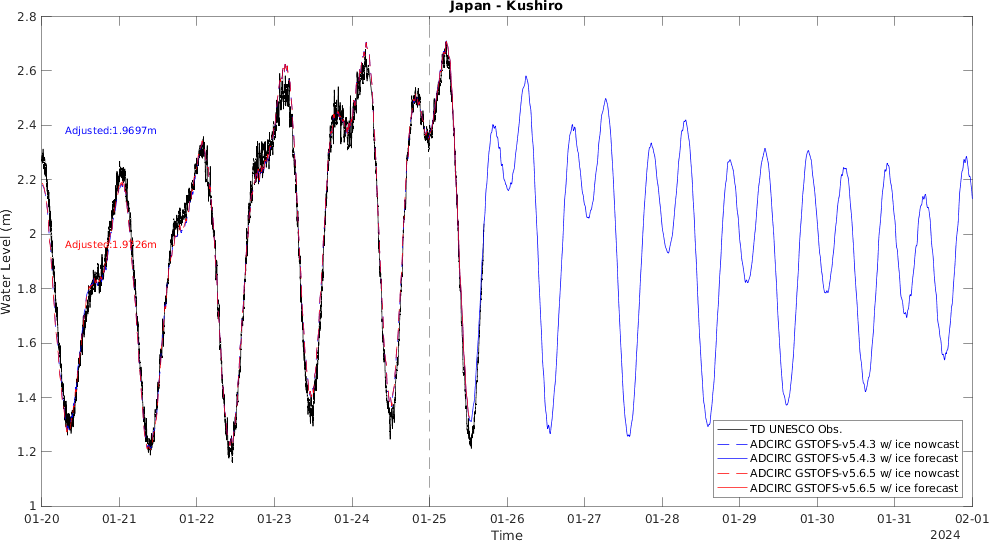 Japan - Kushiro
2.8
2.6
2.4
2.2
2
1.8
1.6
1.4
1.2
1
Water Level (m)
Adjusted:1.9697m
Adjusted:1.9726m
TD UNESCO Obs.
ADCIRC GSTOFS-v5.4.3 w/ ice nowcast
ADCIRC GSTOFS-v5.4.3 w/ ice forecast
ADCIRC GSTOFS-v5.6.5 w/ ice nowcast
ADCIRC GSTOFS-v5.6.5 w/ ice forecast
01-20 01-21 01-22 01-23 01-24 01-25 01-26 01-27 01-28 01-29 01-30 01-31 02-01
Time
2024